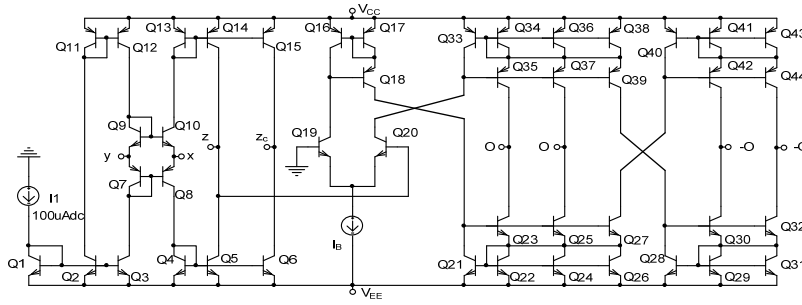 V_CC
Q11 Q12 Q13 Q14 Q15 Q16 Q17 Q33 Q34 Q36 Q38 Q40 Q41 Q43
Q18 Q35 Q37 Q39 Q42 Q44
Q9 Q10 Q19 Q20
y x z z_C O O -O -O
Q7 Q8
I1
100uAdc
I_B
Q23 Q25 Q27 Q30 Q32
Q1 Q2 Q3 Q4 Q5 Q6 Q21 Q22 Q24 Q26 Q28 Q29 Q31
V_EE